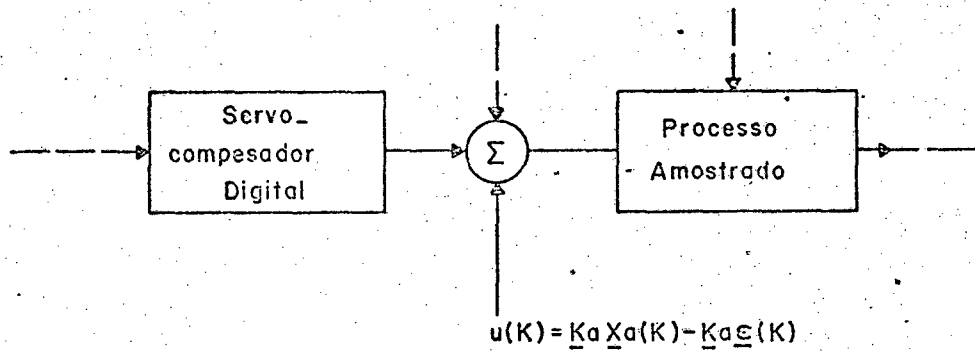 Servo_
compesador
Digital
Σ
Processo
Amostrado
u(K) = Ka Xa(K) - Ka ε(K)